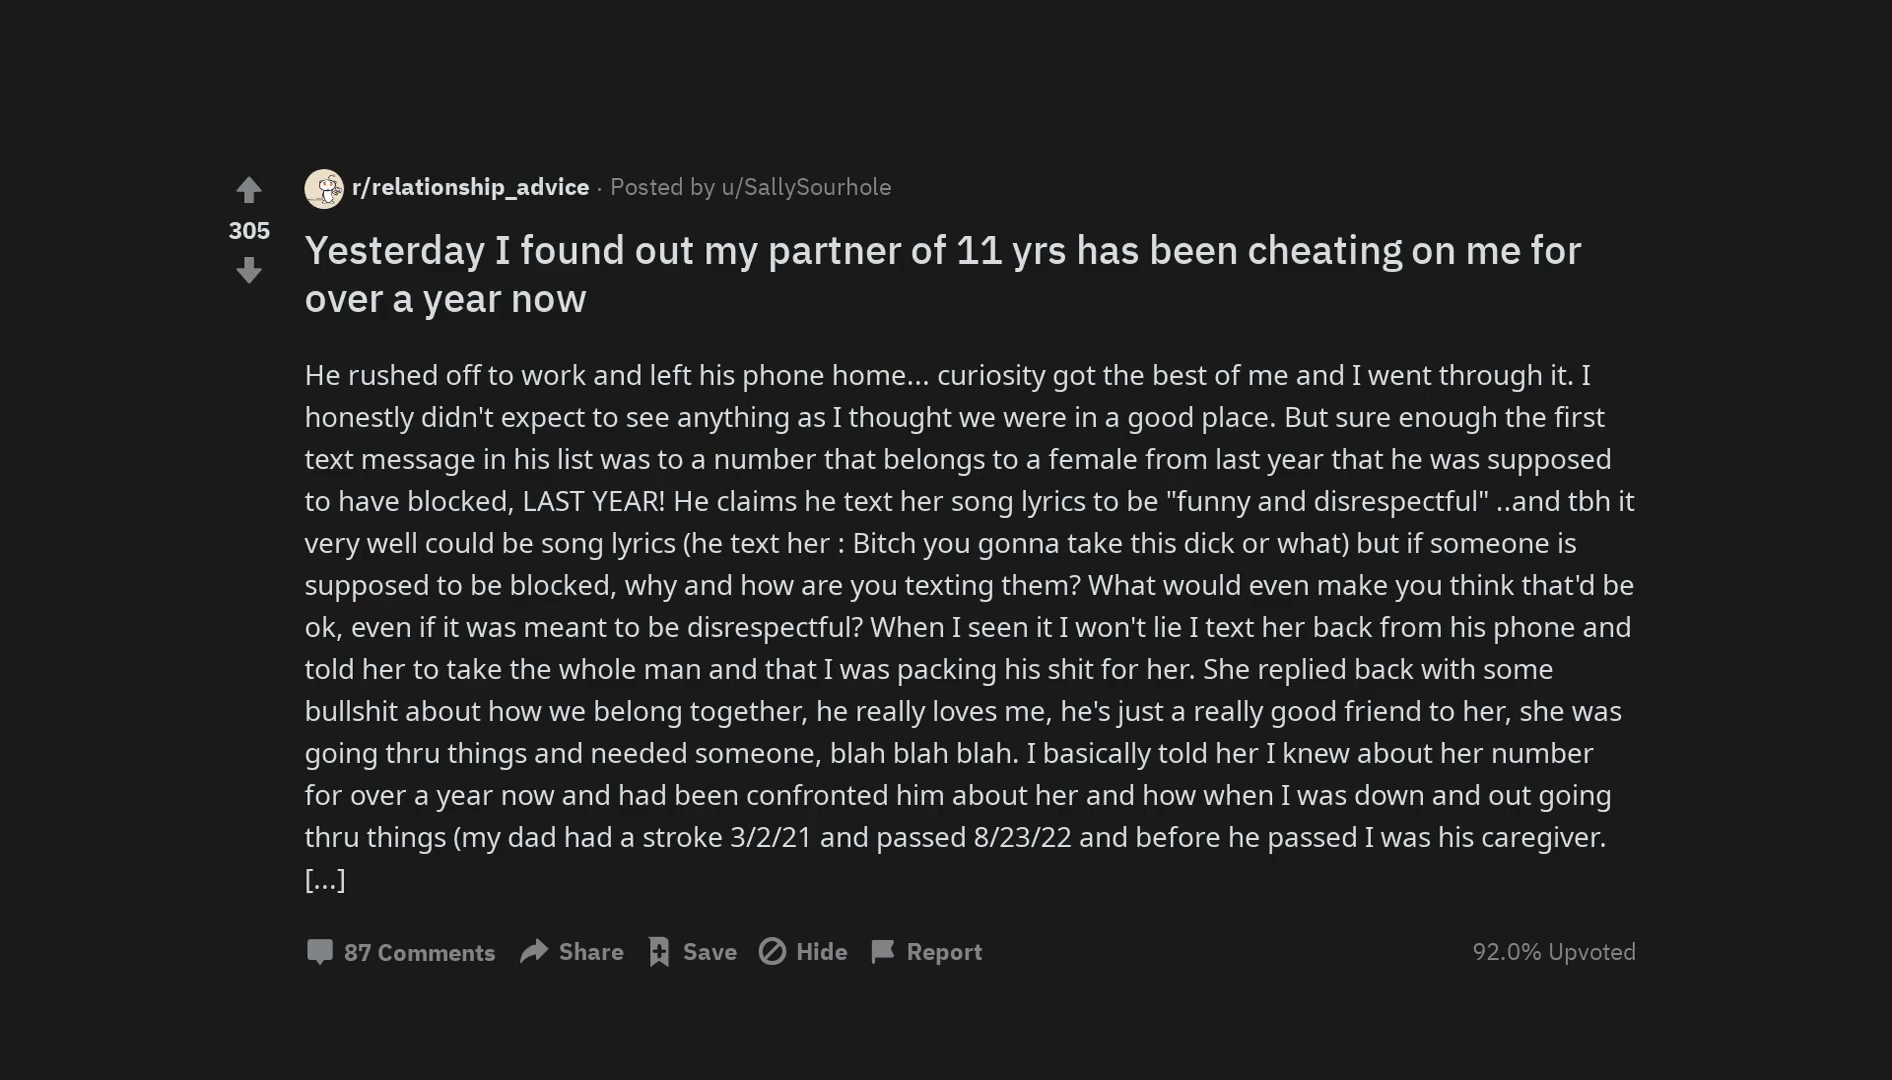 r/relationship_advice · Posted by u/SallySourhole
305
Yesterday I found out my partner of 11 yrs has been cheating on me for
over a year now
He rushed off to work and left his phone home... curiosity got the best of me and I went through it. I
honestly didn't expect to see anything as I thought we were in a good place. But sure enough the first
text message in his list was to a number that belongs to a female from last year that he was supposed
to have blocked, LAST YEAR! He claims he text her song lyrics to be "funny and disrespectful" ..and tbh it
very well could be song lyrics (he text her : Bitch you gonna take this dick or what) but if someone is
supposed to be blocked, why and how are you texting them? What would even make you think that'd be
ok, even if it was meant to be disrespectful? When I seen it I won't lie I text her back from his phone and
told her to take the whole man and that I was packing his shit for her. She replied back with some
bullshit about how we belong together, he really loves me, he's just a really good friend to her, she was
going thru things and needed someone, blah blah blah. I basically told her I knew about her number
for over a year now and had been confronted him about her and how when I was down and out going
thru things (my dad had a stroke 3/2/21 and passed 8/23/22 and before he passed I was his caregiver.
[...]
87 Comments Share Save Hide Report 92.0% Upvoted